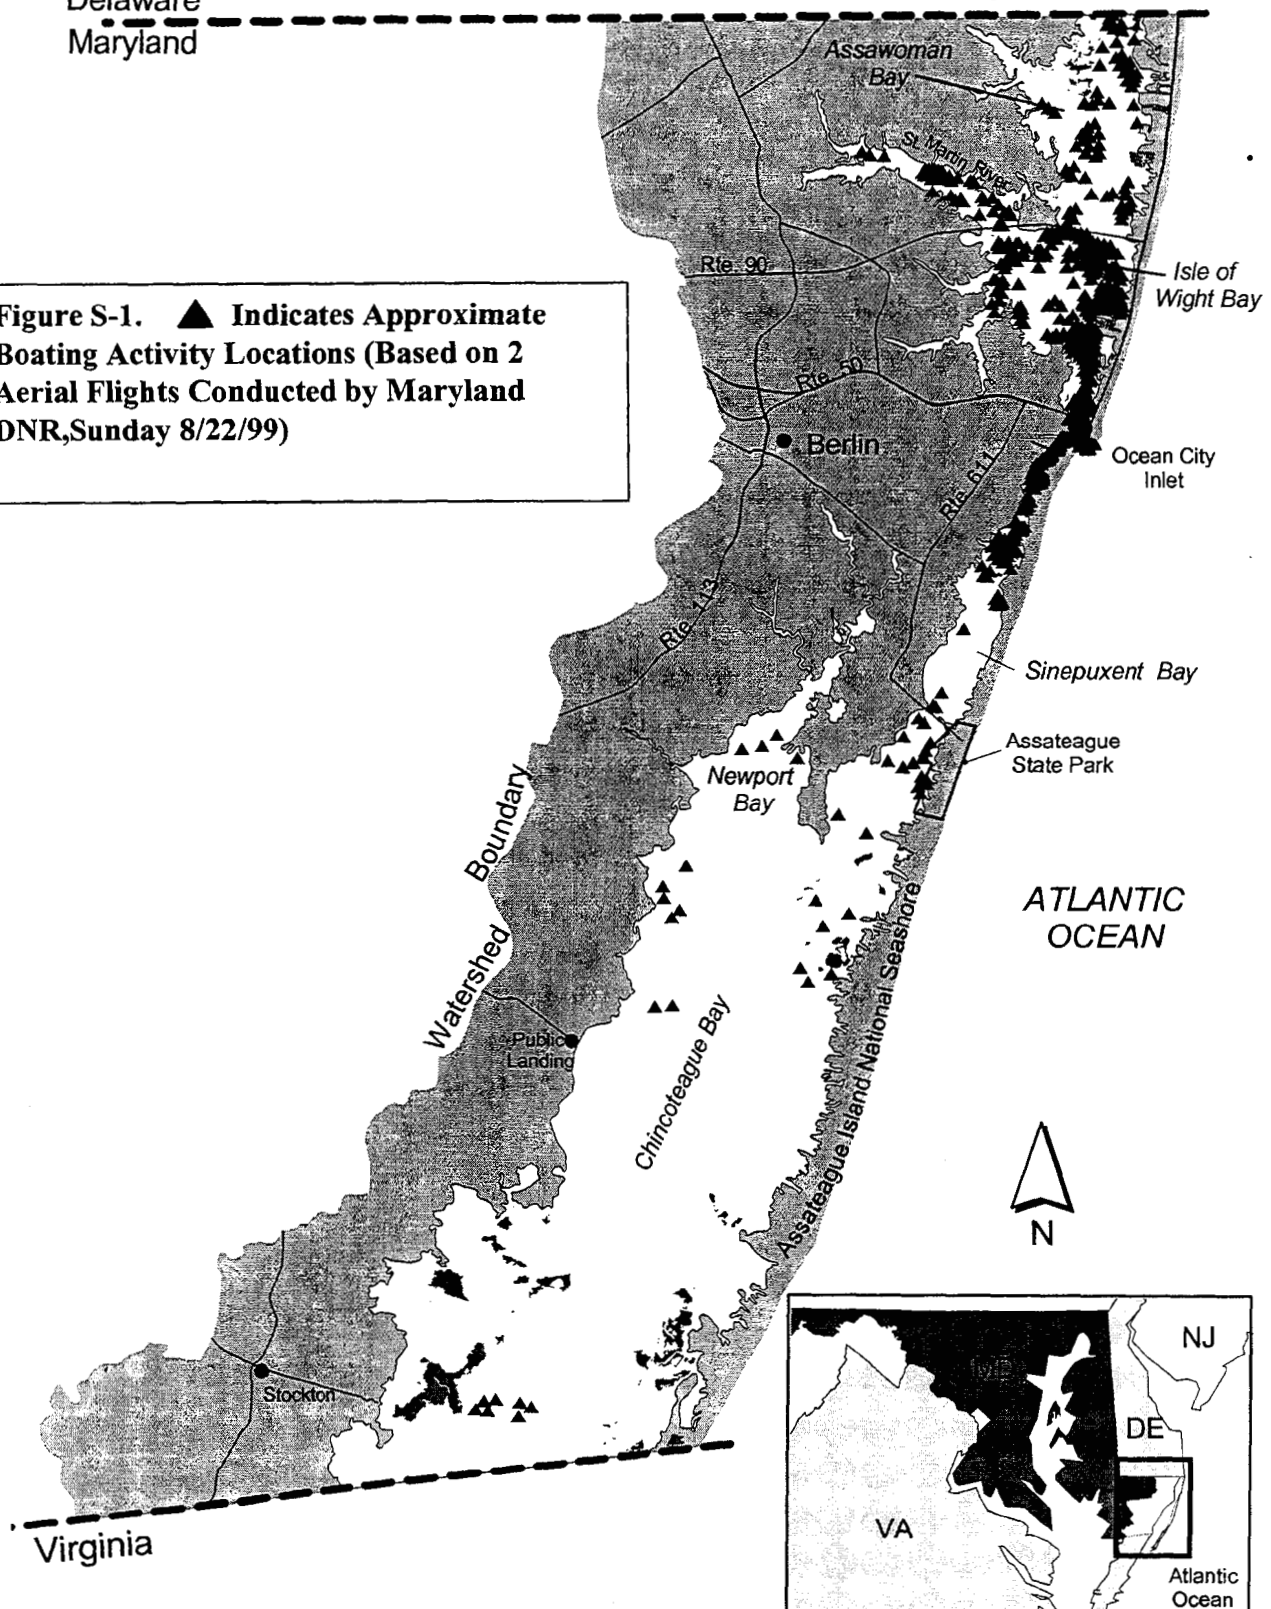 Delaware
Maryland
Assawoman
Bay
St. Martin River
Rte. 90
Isle of
Wight Bay
Figure S-1. ▲ Indicates Approximate
Boating Activity Locations (Based on 2
Aerial Flights Conducted by Maryland
DNR,Sunday 8/22/99)
Rte. 50
Berlin
Ocean City
Inlet
Rte. 611
Rte. 113
Sinepuxent Bay
Assateague
State Park
Newport
Bay
Watershed Boundary
ATLANTIC
OCEAN
Assateague Island National Seashore
Chincoteague Bay
Public
Landing
N
Stockton
Virginia
NJ
MD
DE
VA
Atlantic
Ocean